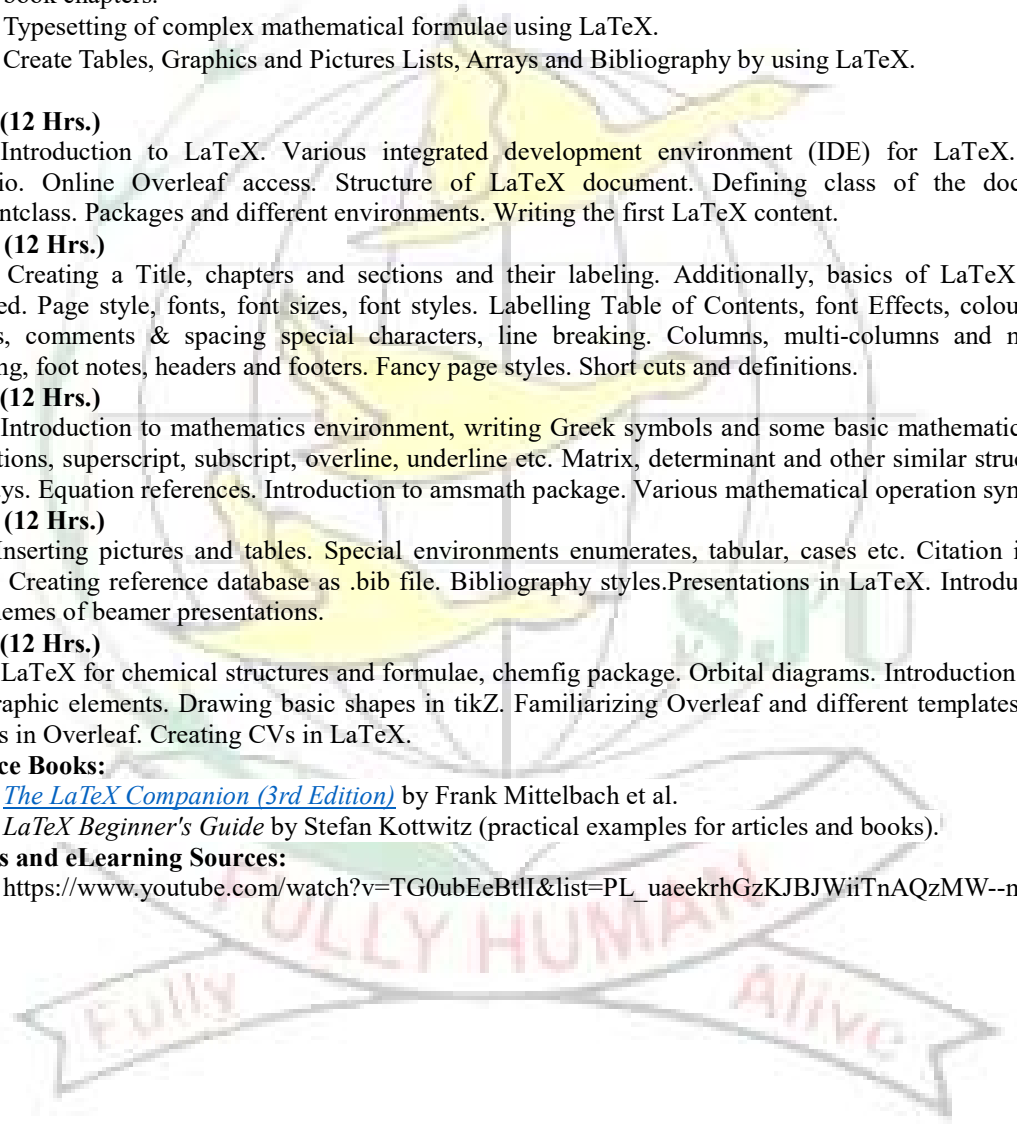 book chapters.
Typesetting of complex mathematical formulae using LaTeX.
Create Tables, Graphics and Pictures Lists, Arrays and Bibliography by using LaTeX.
(12 Hrs.)
Introduction to LaTeX. Various integrated development environment (IDE) for LaTeX.
io. Online Overleaf access. Structure of LaTeX document. Defining class of the doc
ntclass. Packages and different environments. Writing the first LaTeX content.
(12 Hrs.)
Creating a Title, chapters and sections and their labeling. Additionally, basics of LaTeX
ed. Page style, fonts, font sizes, font styles. Labelling Table of Contents, font Effects, colou
s, comments & spacing special characters, line breaking. Columns, multi-columns and m
ng, foot notes, headers and footers. Fancy page styles. Short cuts and definitions.
(12 Hrs.)
Introduction to mathematics environment, writing Greek symbols and some basic mathematic
tions, superscript, subscript, overline, underline etc. Matrix, determinant and other similar struc
ys. Equation references. Introduction to amsmath package. Various mathematical operation sym
(12 Hrs.)
Inserting pictures and tables. Special environments enumerates, tabular, cases etc. Citation i
Creating reference database as .bib file. Bibliography styles.Presentations in LaTeX. Introdu
emes of beamer presentations.
(12 Hrs.)
LaTeX for chemical structures and formulae, chemfig package. Orbital diagrams. Introduction
raphic elements. Drawing basic shapes in tikZ. Familiarizing Overleaf and different templates
s in Overleaf. Creating CVs in LaTeX.
ce Books:
The LaTeX Companion (3rd Edition) by Frank Mittelbach et al.
LaTeX Beginner's Guide by Stefan Kottwitz (practical examples for articles and books).
s and eLearning Sources:
https://www.youtube.com/watch?v=TG0ubEeBtlI&list=PL_uaeekrhGzKJBJWiiTnAQzMW--n
SJU
FULLY HUMAN
Fully Alive